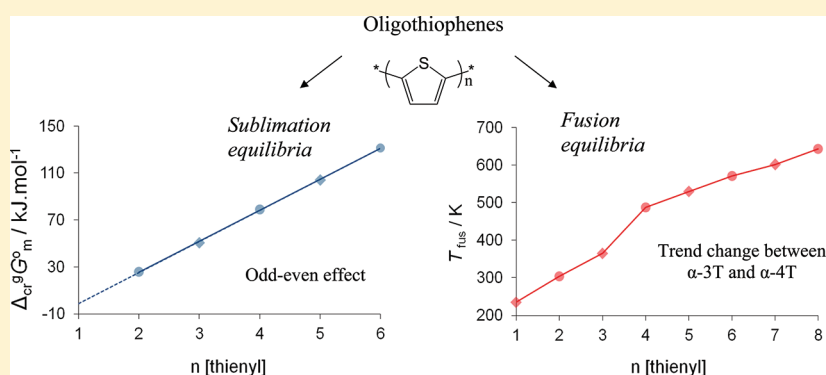 Oligothiophenes
* ( S ) n *
Sublimation
equilibria
Fusion
equilibria
Δcr g G o m / kJ.mol-1
150
110
70
30
-10
1 2 3 4 5 6
n [thienyl]
Odd-even effect
T fus / K
700
600
500
400
300
200
1 2 3 4 5 6 7 8
n [thienyl]
Trend change between
α-3T and α-4T